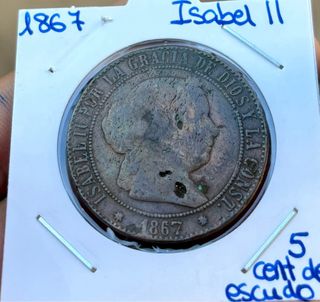 1867
Isabel II
ISABEL II POR LA GRACIA DE DIOS Y LA CONST
1867
5
cent de
escudo